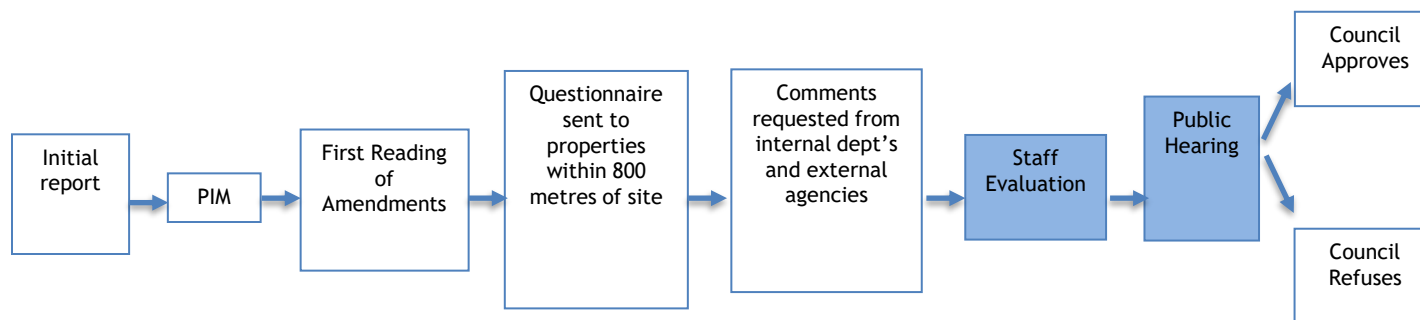 Initial
report
PIM
First Reading
of
Amendments
Questionnaire
sent to
properties
within 800
metres of site
Comments
requested from
internal dept’s
and external
agencies
Staff
Evaluation
Public
Hearing
Council
Approves
Council
Refuses